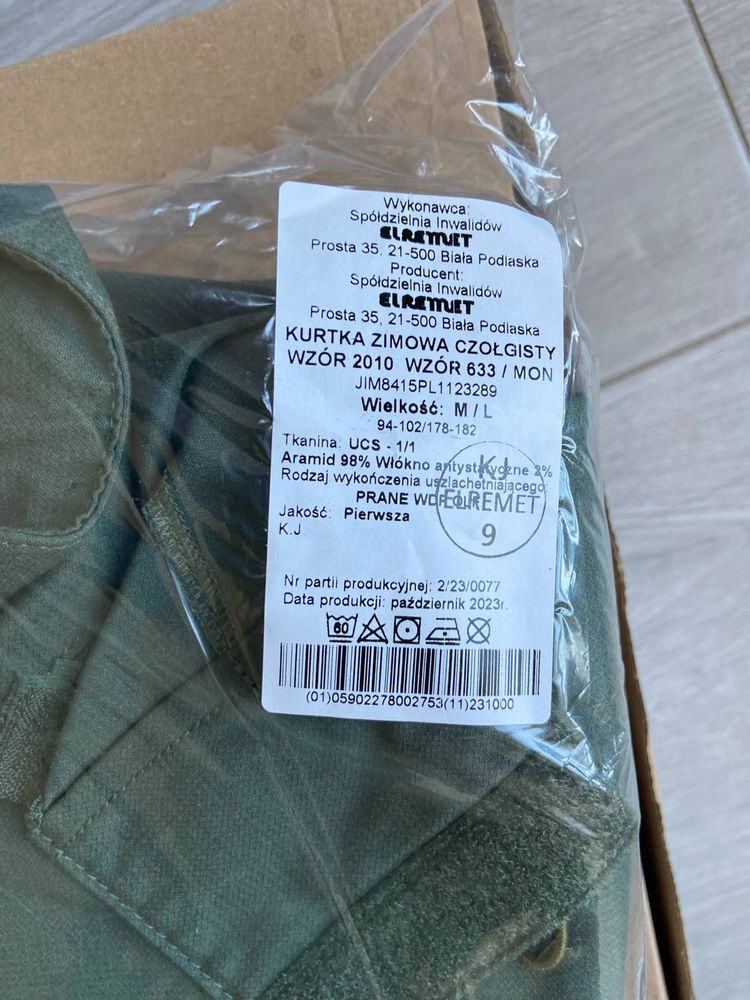 Wykonawca:
Spółdzielnia Inwalidów
ELREMET
Prosta 35, 21-500 Biała Podlaska
Producent:
Spółdzielnia Inwalidów
ELREMET
Prosta 35, 21-500 Biała Podlaska
KURTKA ZIMOWA CZOŁGISTY
WZÓR 2010 WZÓR 633 / MON
JIM8415PL1123289
Wielkość: M / L
94-102/178-182
Tkanina: UCS - 1/1
Aramid 98% Włókno antystatyczne 2%
Rodzaj wykończenia uszlachetniającego:
PRANE WDP OLR
Jakość: Pierwsza
K.J
KJ
ELREMET
9
Nr partii produkcyjnej: 2/23/0077
Data produkcji: październik 2023r.
60
(01)05902278002753(11)231000